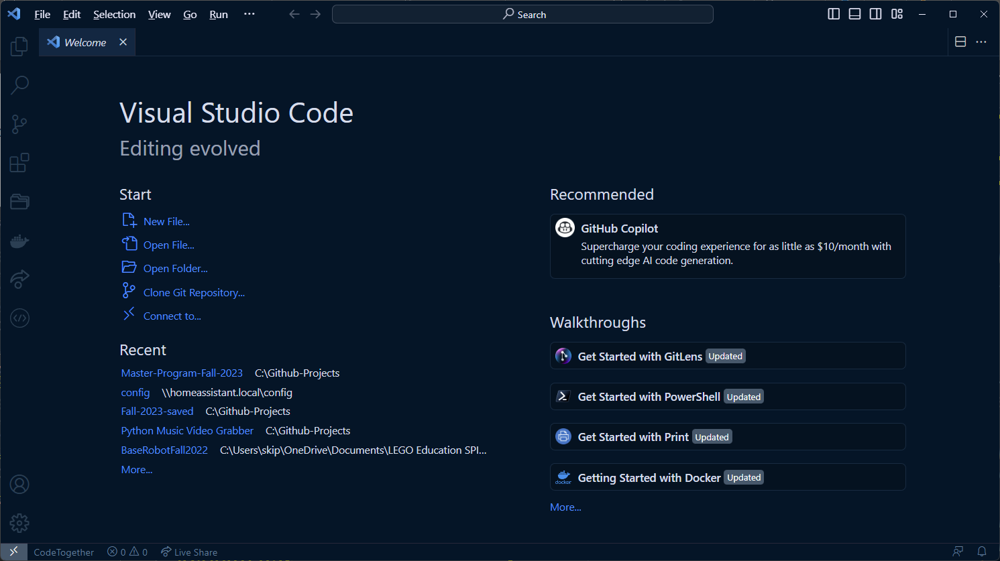 File Edit Selection View Go Run ··· Search
Welcome
Visual Studio Code
Editing evolved
Start
New File...
Open File...
Open Folder...
Clone Git Repository...
Connect to...
Recent
Master-Program-Fall-2023 C:\Github-Projects
config \\homeassistant.local\config
Fall-2023-saved C:\Github-Projects
Python Music Video Grabber C:\Github-Projects
BaseRobotFall2022 C:\Users\skip\OneDrive\Documents\LEGO Education SPI...
More...
Recommended
GitHub Copilot
Supercharge your coding experience for as little as $10/month with
cutting edge AI code generation.
Walkthroughs
Get Started with GitLens Updated
Get Started with PowerShell Updated
Get Started with Print Updated
docker Getting Started with Docker Updated
More...
CodeTogether 0 0 Live Share